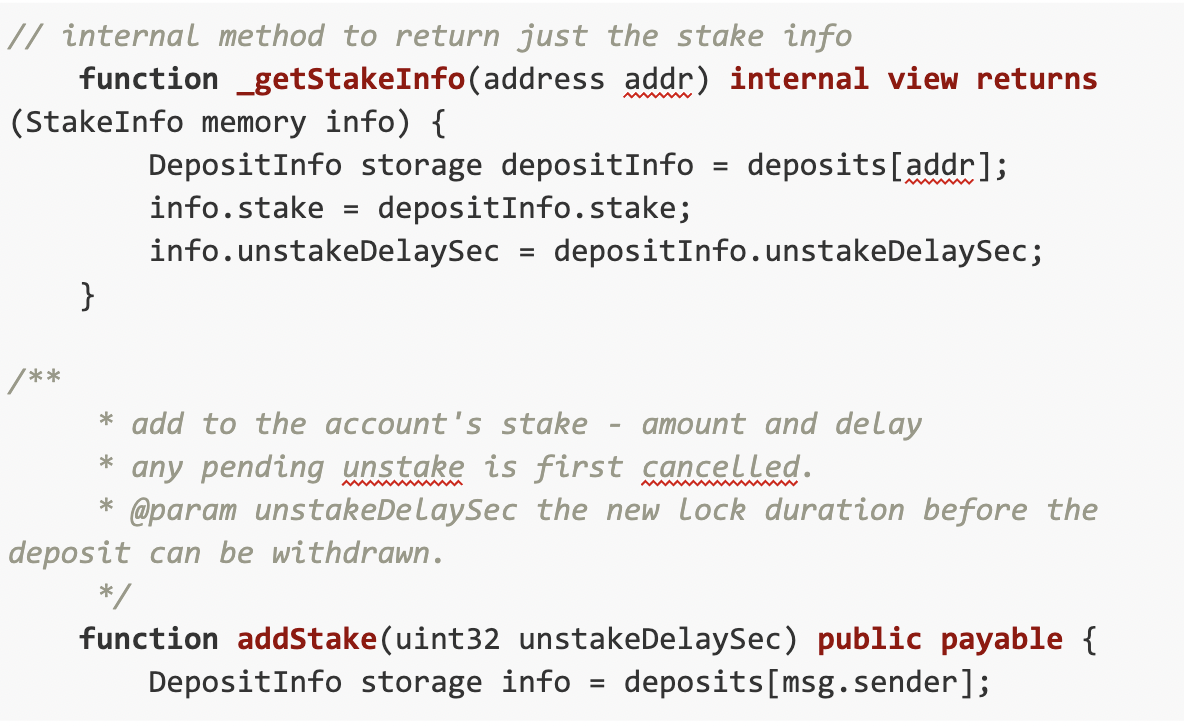 // internal method to return just the stake info
function _getStakeInfo(address addr) internal view returns
(StakeInfo memory info) {
DepositInfo storage depositInfo = deposits[addr];
info.stake = depositInfo.stake;
info.unstakeDelaySec = depositInfo.unstakeDelaySec;
}
/**
* add to the account's stake - amount and delay
* any pending unstake is first cancelled.
* @param unstakeDelaySec the new lock duration before the
deposit can be withdrawn.
*/
function addStake(uint32 unstakeDelaySec) public payable {
DepositInfo storage info = deposits[msg.sender];